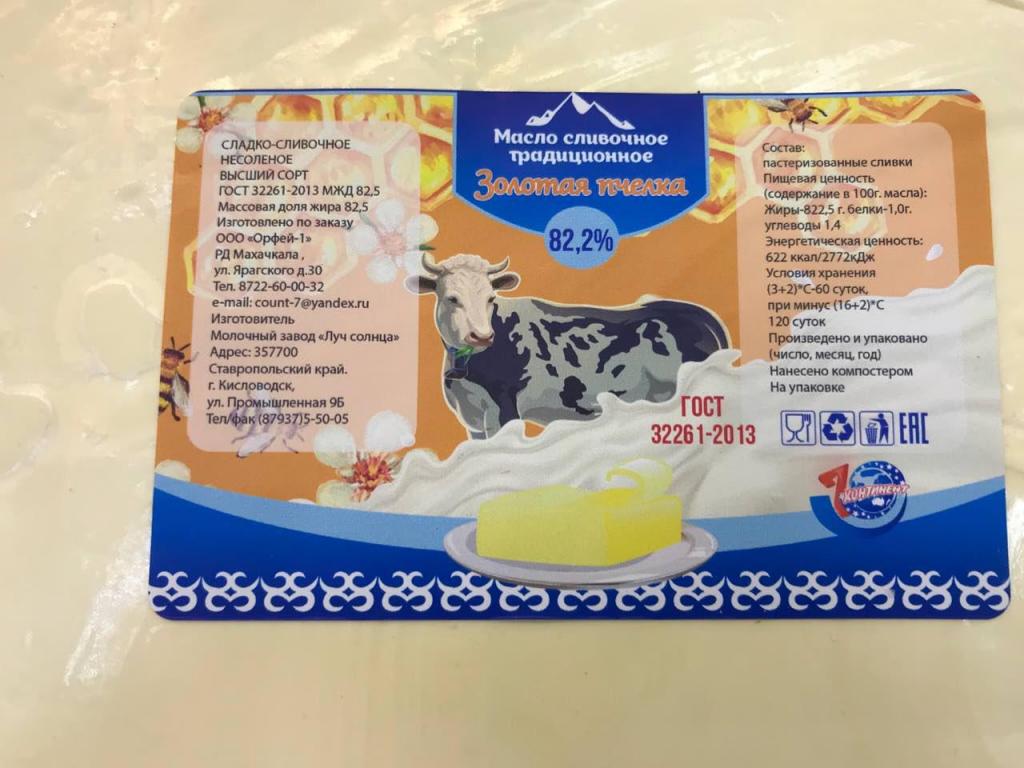 СЛАДКО-СЛИВОЧНОЕ
НЕСОЛЕНОЕ
ВЫСШИЙ СОРТ
ГОСТ 32261-2013 МЖД 82,5
Массовая доля жира 82,5
Изготовлено по заказу
ООО «Орфей-1»
РД Махачкала ,
ул. Ярагского д.30
Тел. 8722-60-00-32
e-mail: count-7@yandex.ru
Изготовитель
Молочный завод «Луч солнца»
Адрес: 357700
Ставропольский край.
г. Кисловодск,
ул. Промышленная 9Б
Тел/фак (87937)5-50-05
Масло сливочное
традиционное
Золотая пчелка
82,2%
ГОСТ
32261-2013
Состав:
пастеризованные сливки
Пищевая ценность
(содержание в 100г. масла):
Жиры-822,5 г. белки-1,0г.
углеводы 1,4
Энергетическая ценность:
622 ккал/2772кДж
Условия хранения
(3+2)*С-60 суток,
при минус (16+2)*С
120 суток
Произведено и упаковано
(число, месяц, год)
Нанесено компостером
На упаковке
EAC
7 КОНТИНЕНТ